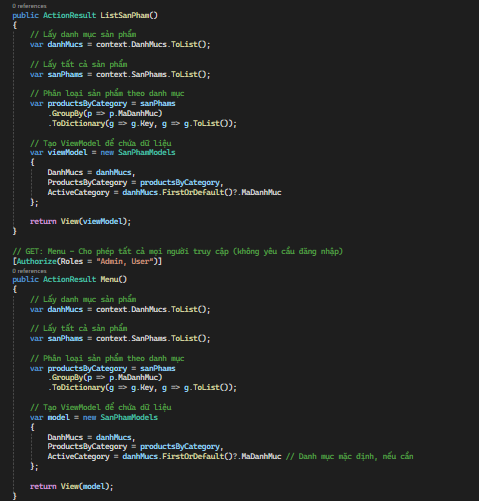 0 references
public ActionResult ListSanPham()
{
// Lấy danh mục sản phẩm
var danhMucs = context.DanhMucs.ToList();
// Lấy tất cả sản phẩm
var sanPhams = context.SanPhams.ToList();
// Phân loại sản phẩm theo danh mục
var productsByCategory = sanPhams
.GroupBy(p => p.MaDanhMuc)
.ToDictionary(g => g.Key, g => g.ToList());
// Tạo ViewModel để chứa dữ liệu
var viewModel = new SanPhamModels
{
DanhMucs = danhMucs,
ProductsByCategory = productsByCategory,
ActiveCategory = danhMucs.FirstOrDefault()?.MaDanhMuc
};
return View(viewModel);
}
// GET: Menu - Cho phép tất cả mọi người truy cập (không yêu cầu đăng nhập)
[Authorize(Roles = "Admin, User")]
0 references
public ActionResult Menu()
{
// Lấy danh mục sản phẩm
var danhMucs = context.DanhMucs.ToList();
// Lấy tất cả sản phẩm
var sanPhams = context.SanPhams.ToList();
// Phân loại sản phẩm theo danh mục
var productsByCategory = sanPhams
.GroupBy(p => p.MaDanhMuc)
.ToDictionary(g => g.Key, g => g.ToList());
// Tạo ViewModel để chứa dữ liệu
var model = new SanPhamModels
{
DanhMucs = danhMucs,
ProductsByCategory = productsByCategory,
ActiveCategory = danhMucs.FirstOrDefault()?.MaDanhMuc // Danh mục mặc định, nếu cần
};
return View(model);
}